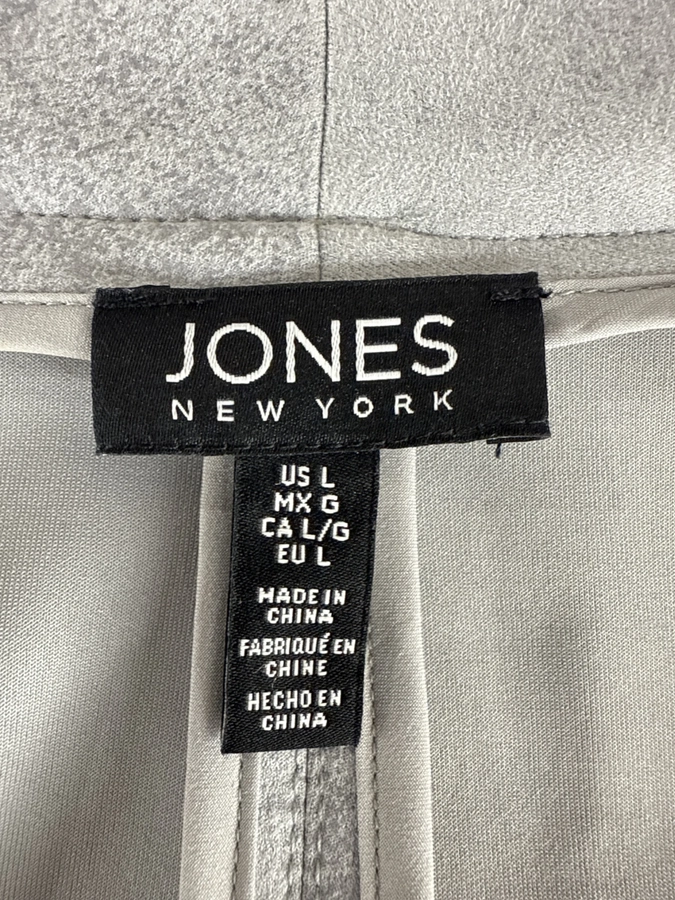 JONES
NEW YORK
US L
MX G
CA L/G
EU L
MADE IN
CHINA
FABRIQUÉ EN
CHINE
HECHO EN
CHINA